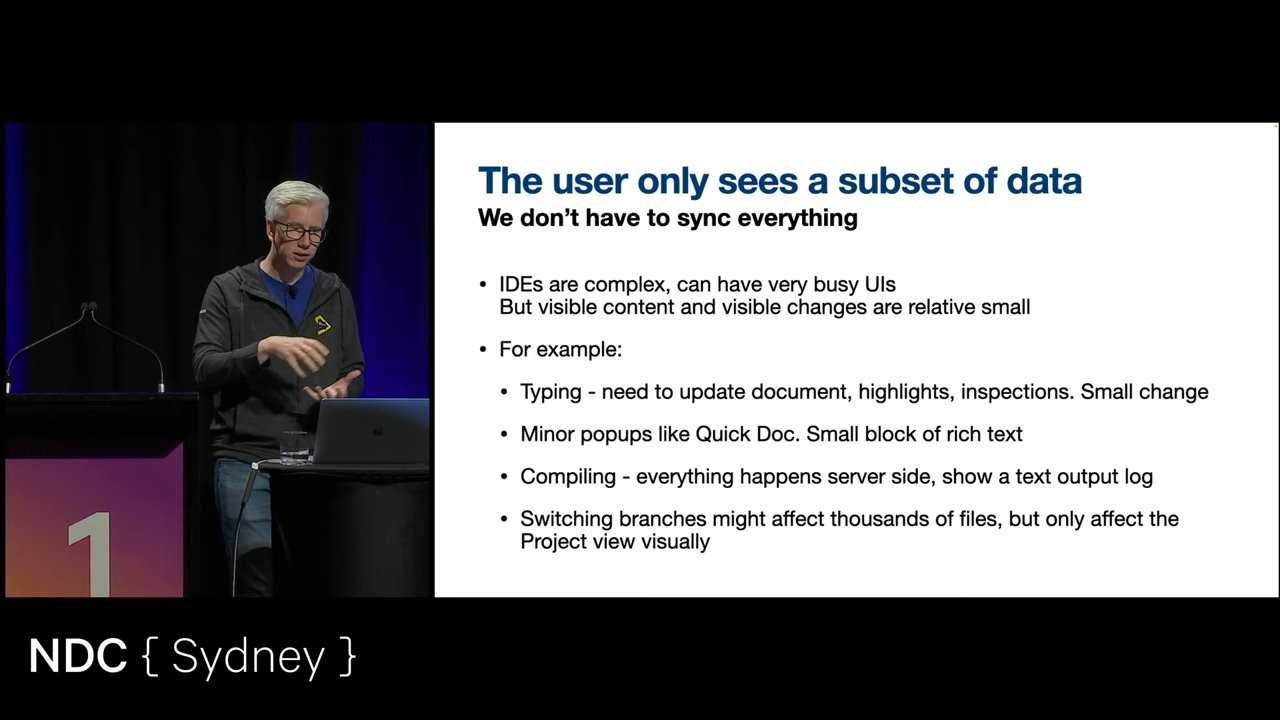 The user only sees a subset of data
We don’t have to sync everything
• IDEs are complex, can have very busy UIs
But visible content and visible changes are relative small
• For example:
• Typing - need to update document, highlights, inspections. Small change
• Minor popups like Quick Doc. Small block of rich text
• Compiling - everything happens server side, show a text output log
• Switching branches might affect thousands of files, but only affect the
Project view visually
1
NDC { Sydney }